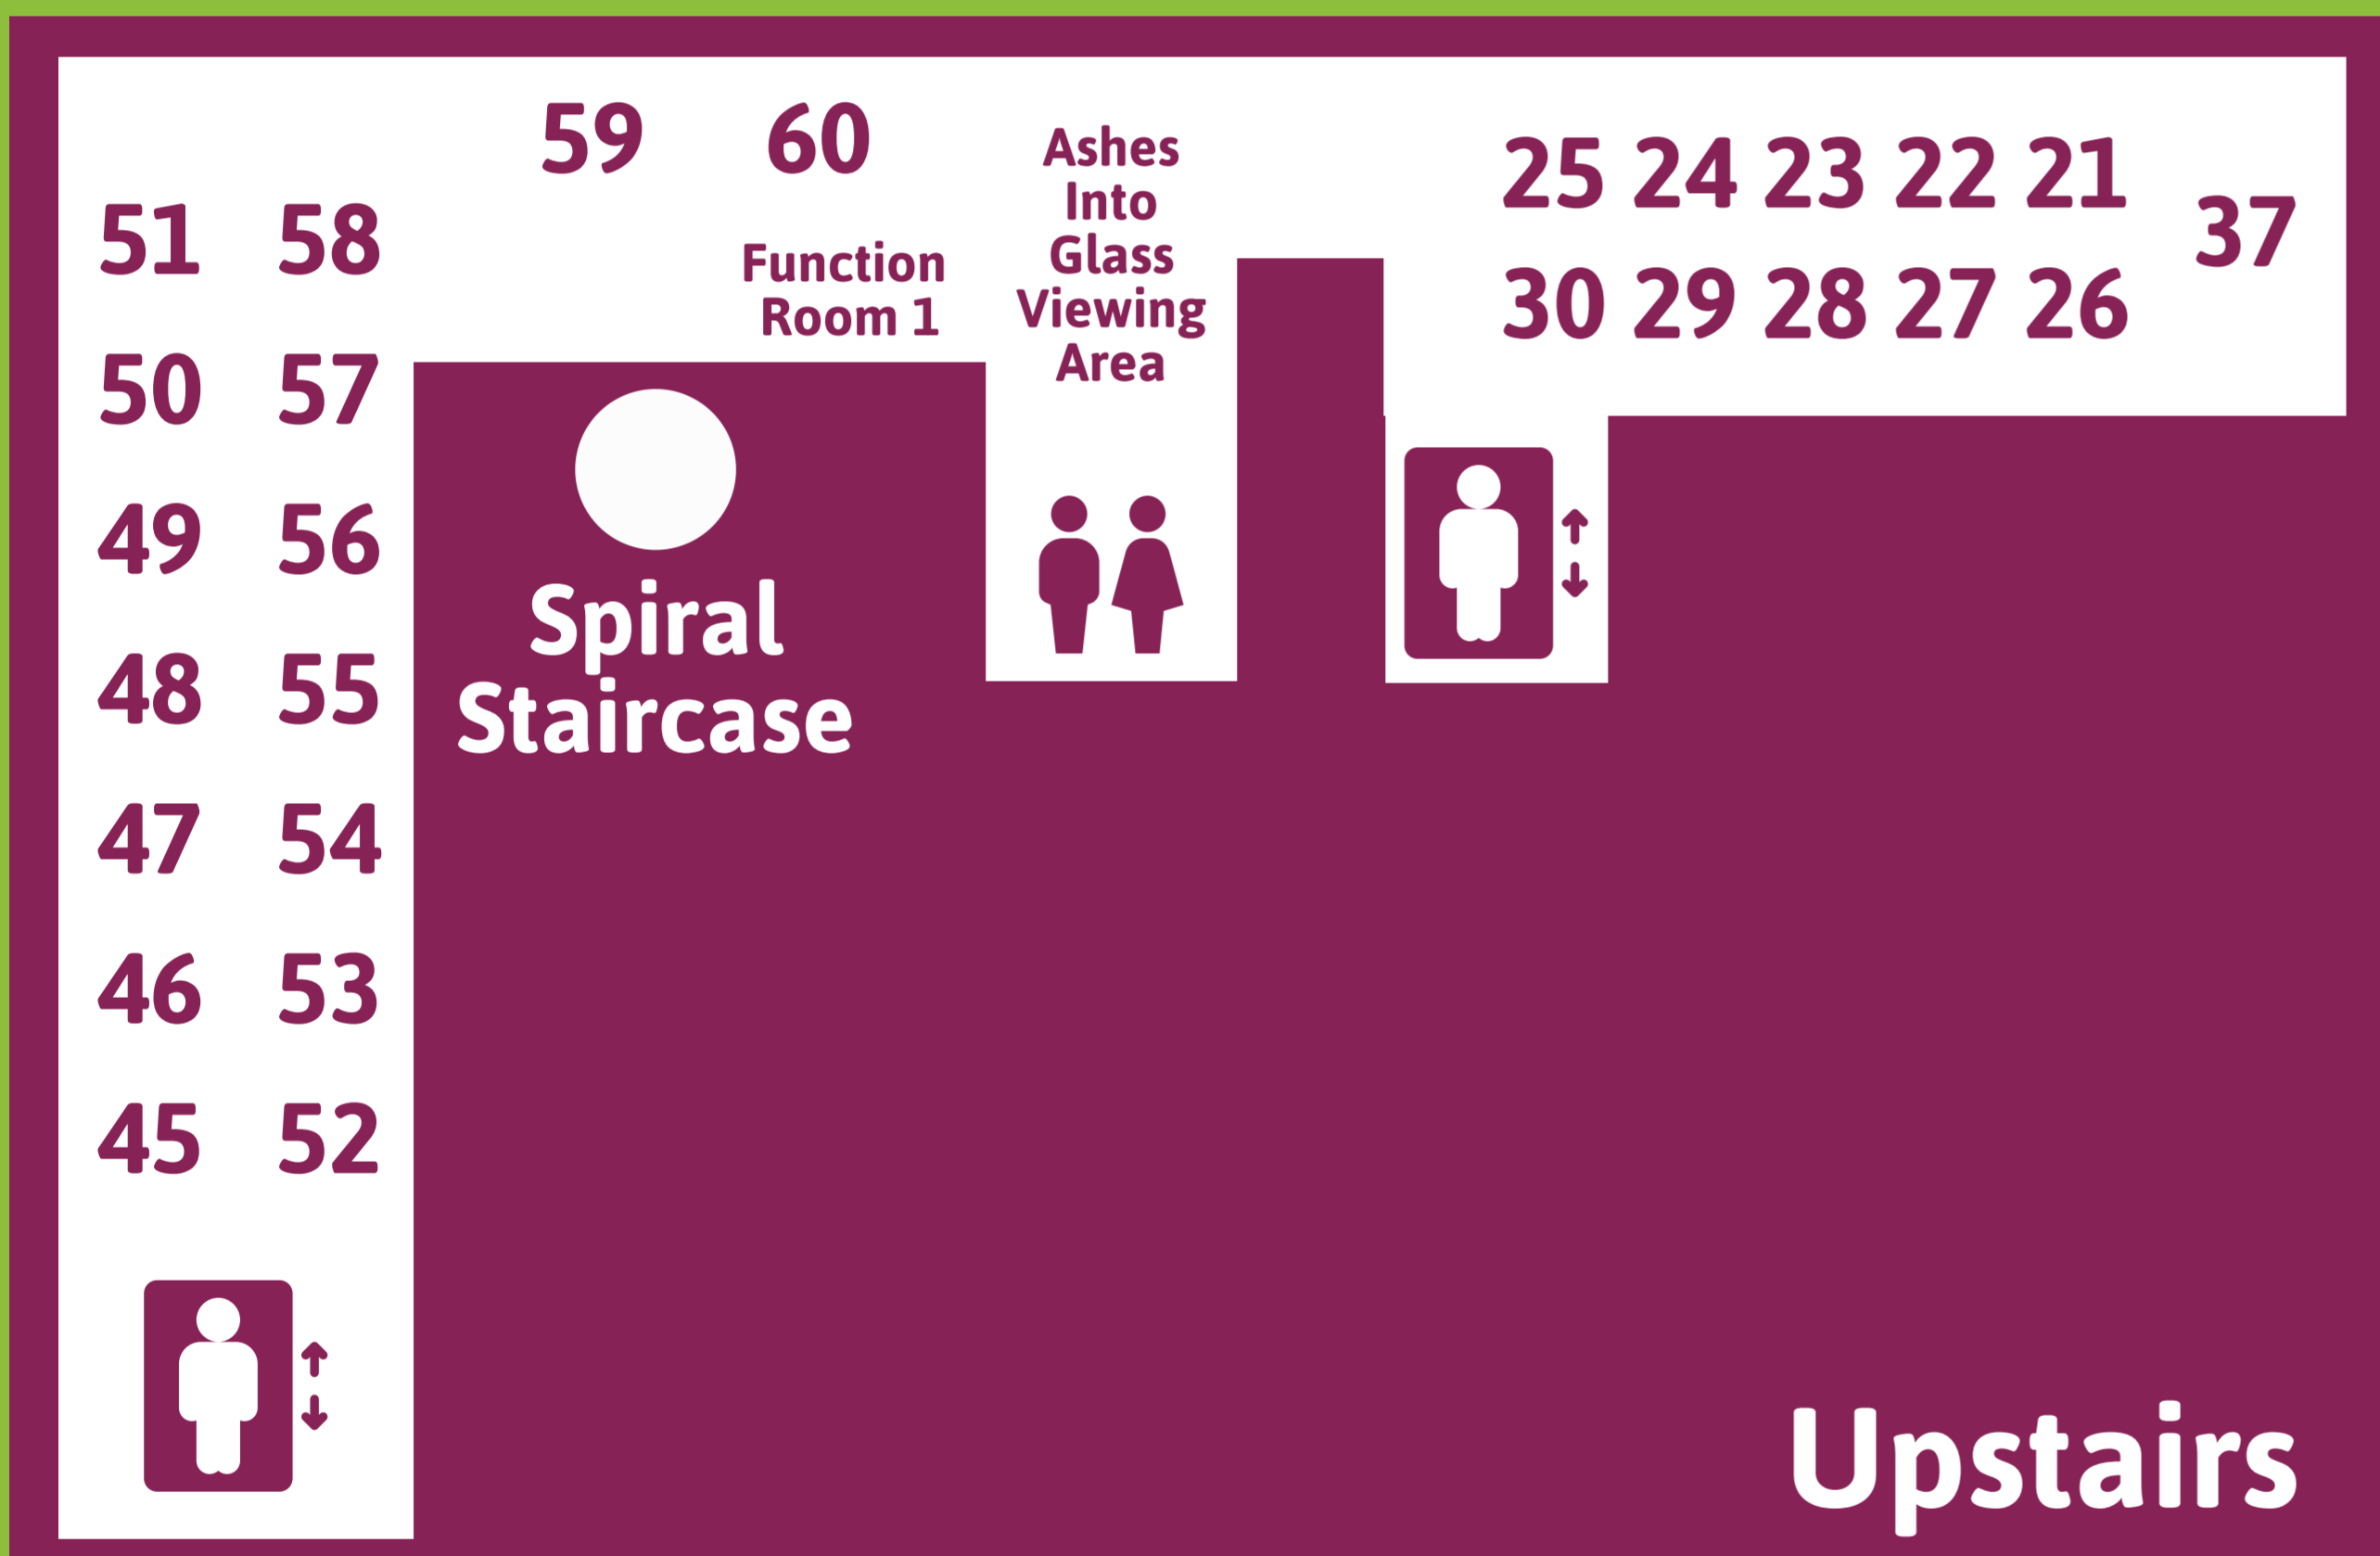 59 60
Ashes
Into
Glass
Viewing
Area
25 24 23 22 21
37
51 58
Function
Room 1
30 29 28 27 26
50 57
49 56
Spiral
Staircase
48 55
47 54
46 53
45 52
Upstairs